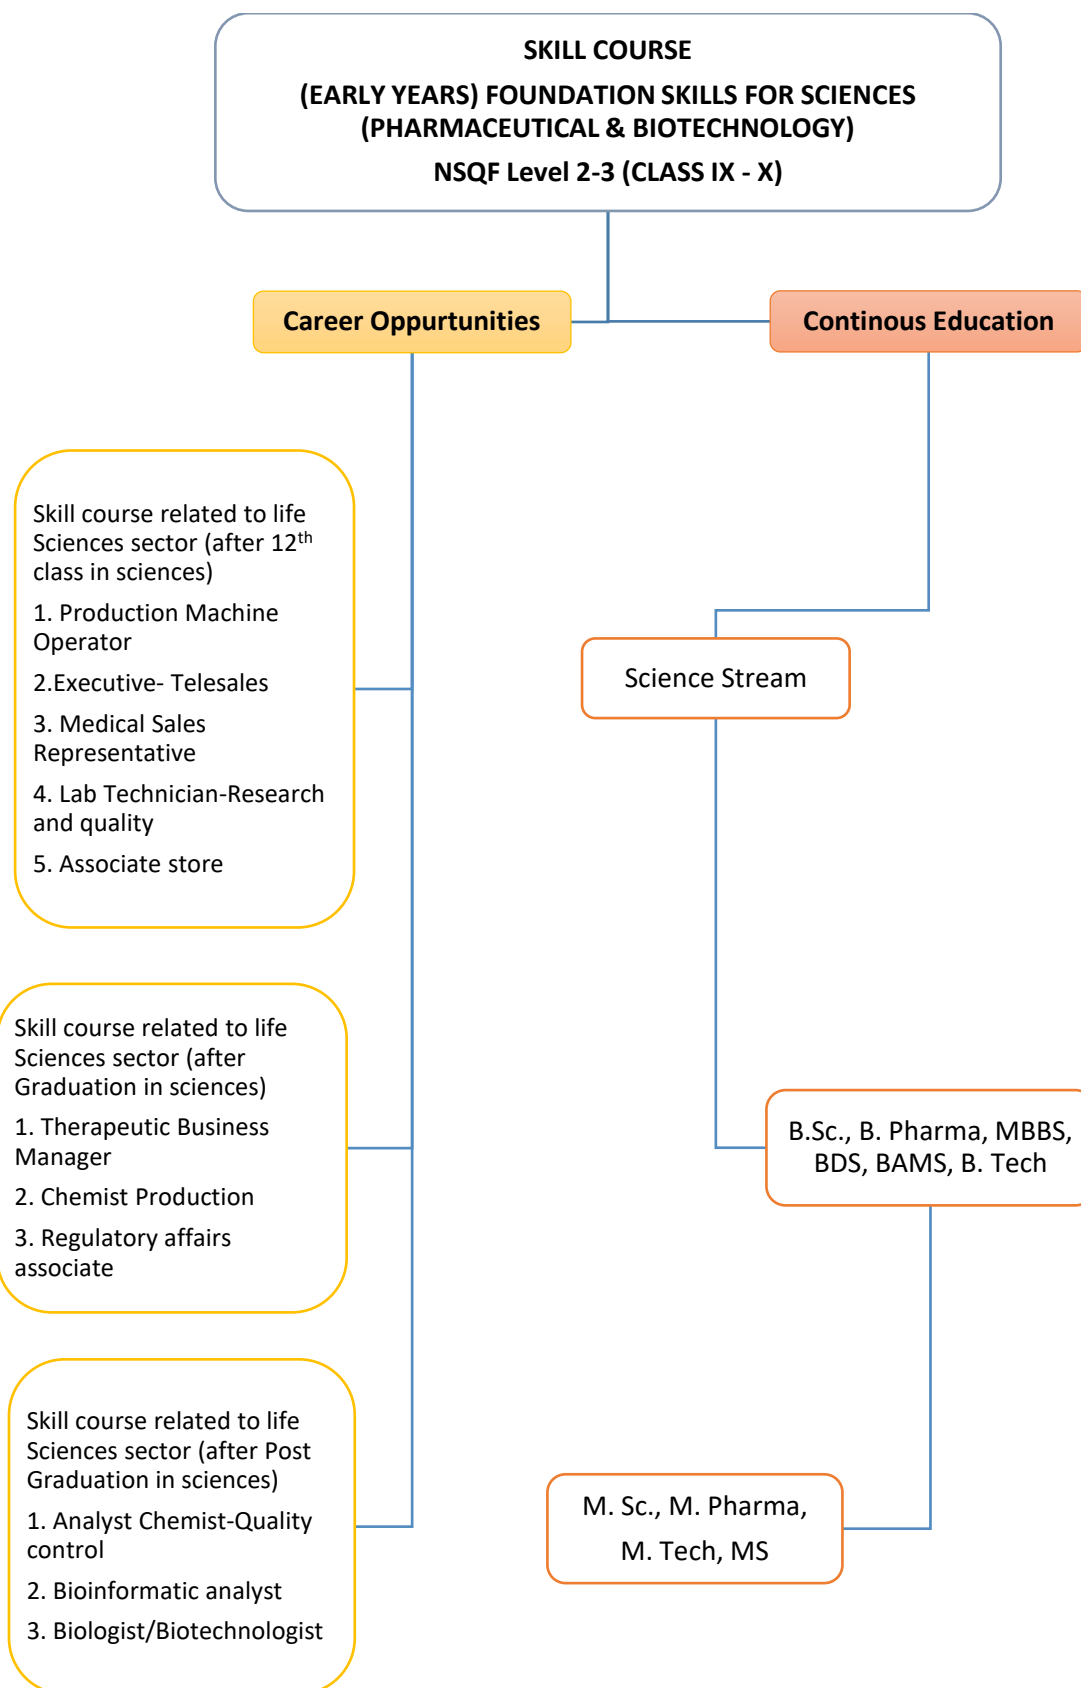 SKILL COURSE
(EARLY YEARS) FOUNDATION SKILLS FOR SCIENCES
(PHARMACEUTICAL & BIOTECHNOLOGY)
NSQF Level 2-3 (CLASS IX - X)
Career Oppurtunities
Continous Education
Skill course related to life
Sciences sector (after 12th
class in sciences)
1. Production Machine
Operator
2.Executive- Telesales
3. Medical Sales
Representative
4. Lab Technician-Research
and quality
5. Associate store
Science Stream
Skill course related to life
Sciences sector (after
Graduation in sciences)
1. Therapeutic Business
Manager
2. Chemist Production
3. Regulatory affairs
associate
B.Sc., B. Pharma, MBBS,
BDS, BAMS, B. Tech
Skill course related to life
Sciences sector (after Post
Graduation in sciences)
1. Analyst Chemist-Quality
control
2. Bioinformatic analyst
3. Biologist/Biotechnologist
M. Sc., M. Pharma,
M. Tech, MS